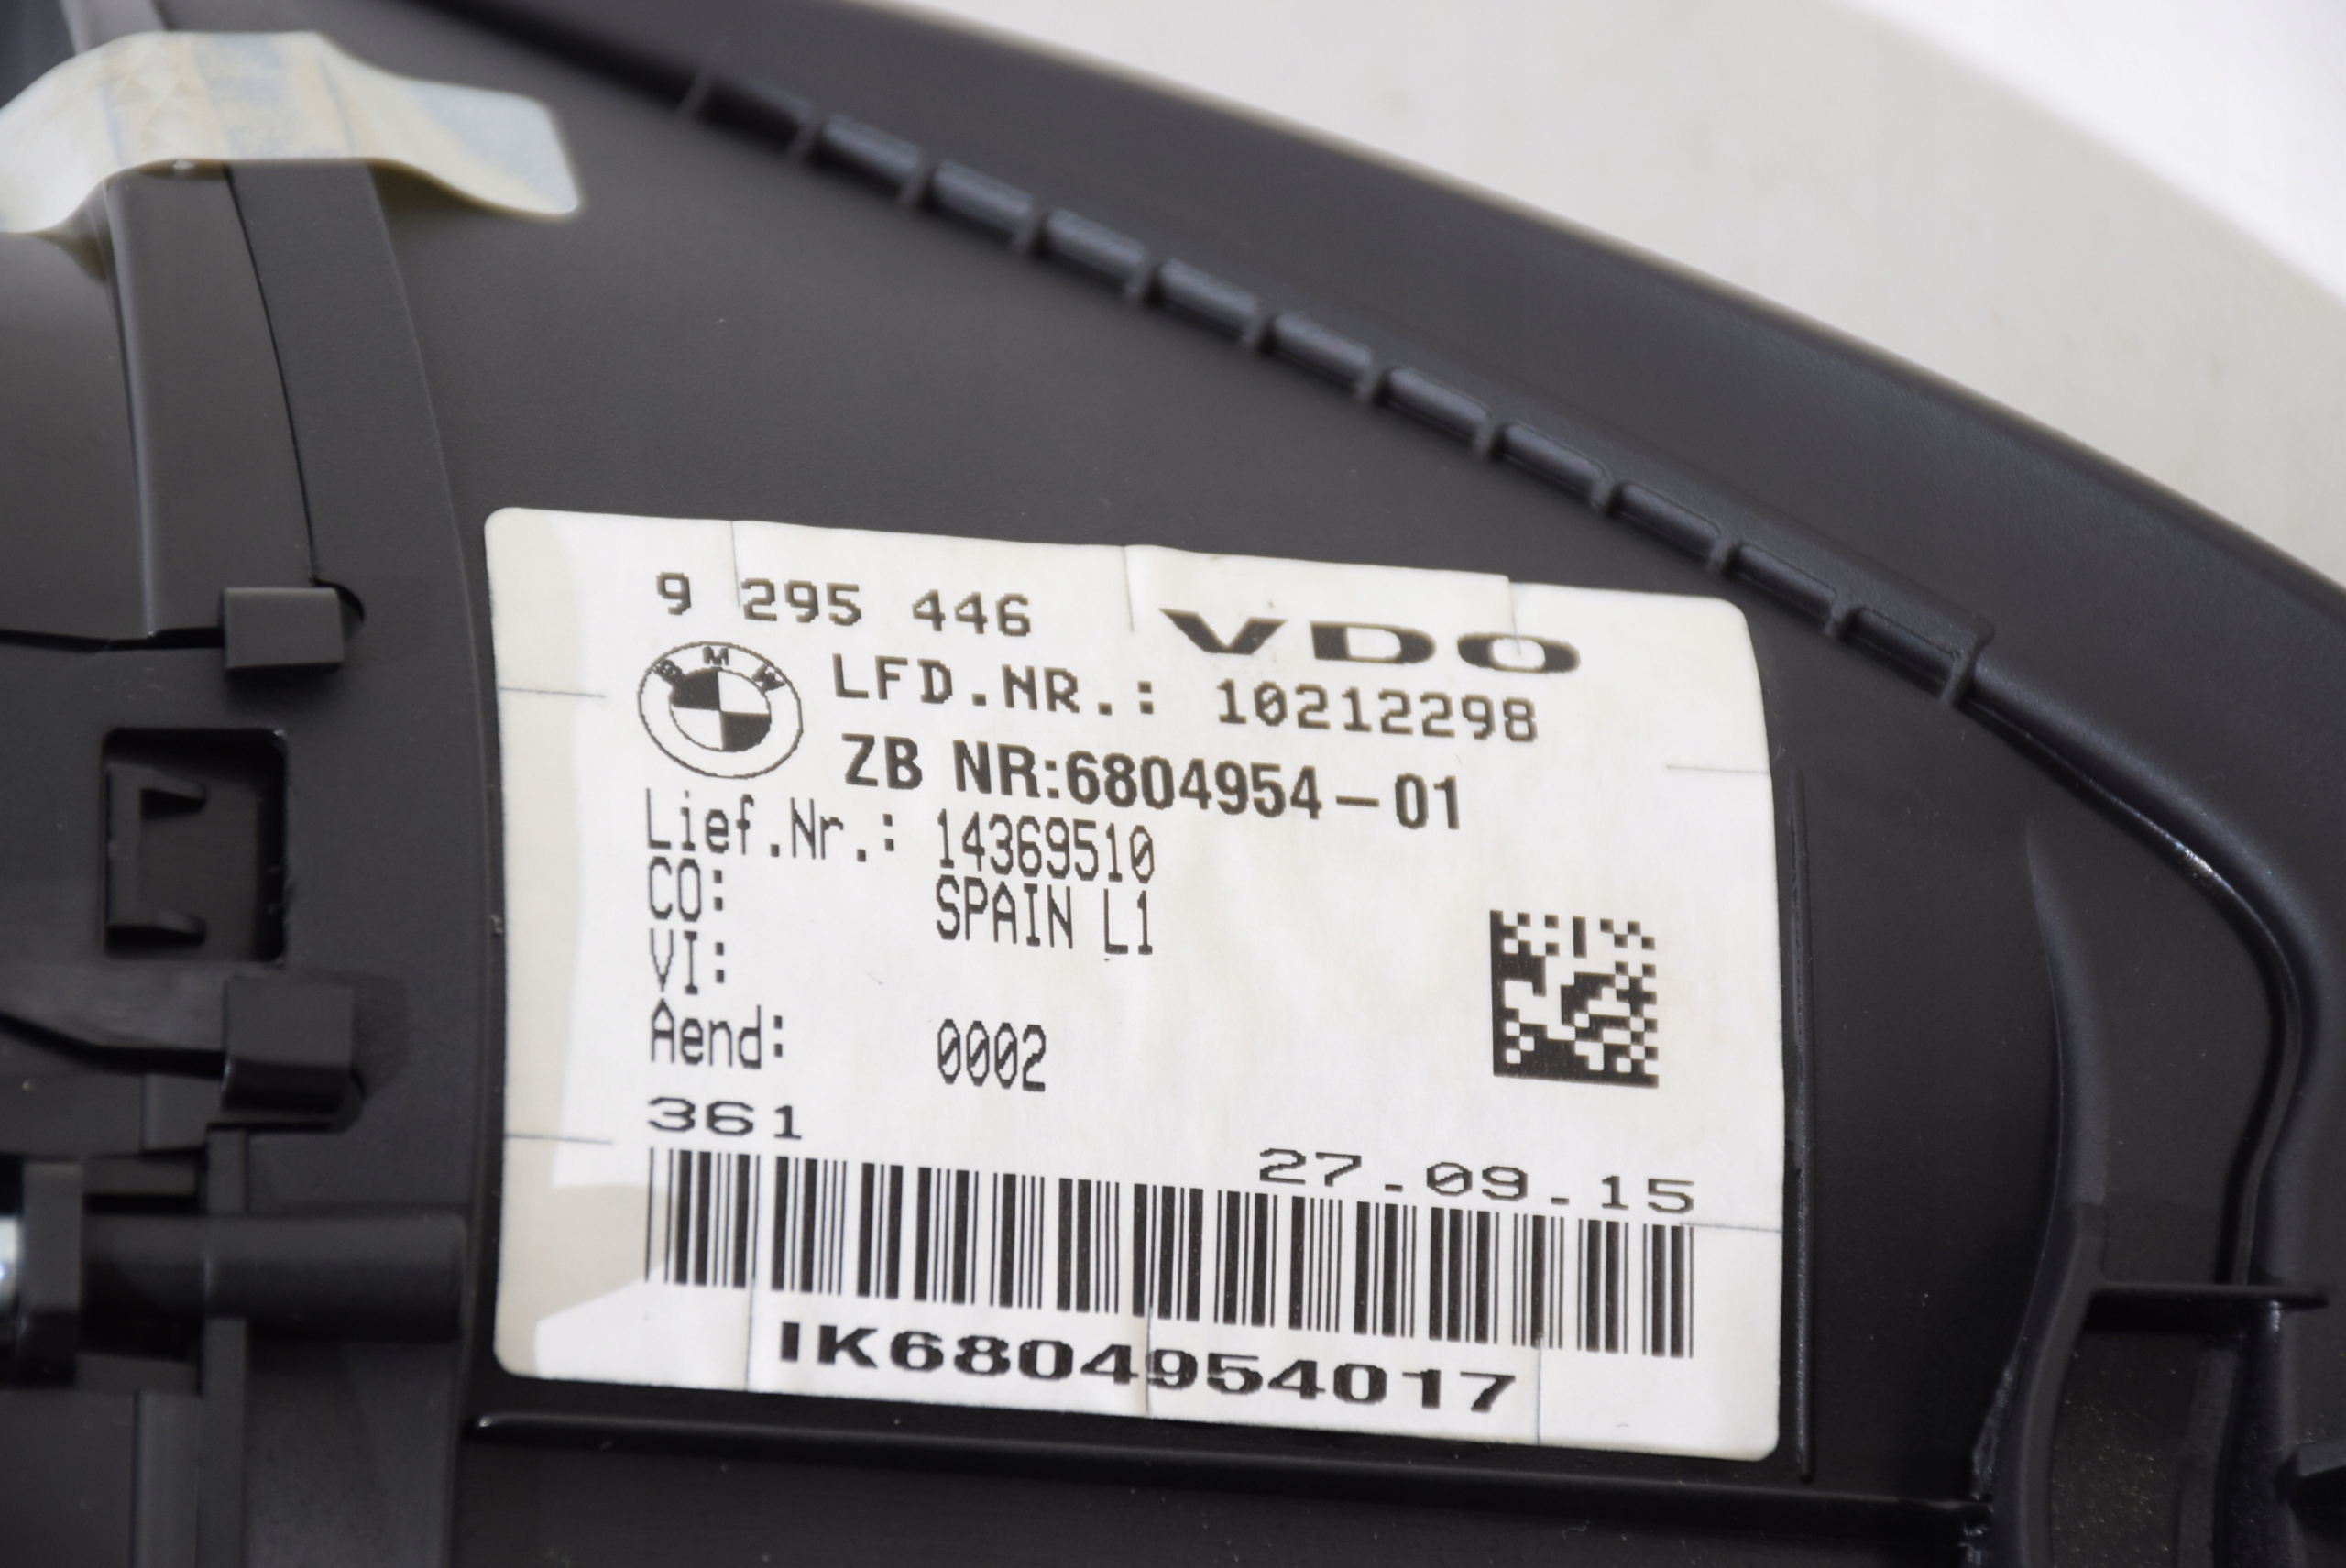 9 295 446
VDO
BMW
LFD.NR.: 10212298
ZB NR:6804954-01
Lief.Nr.: 14369510
CO: SPAIN L1
VI:
Aend: 0002
361
27.09.15
IK6804954017